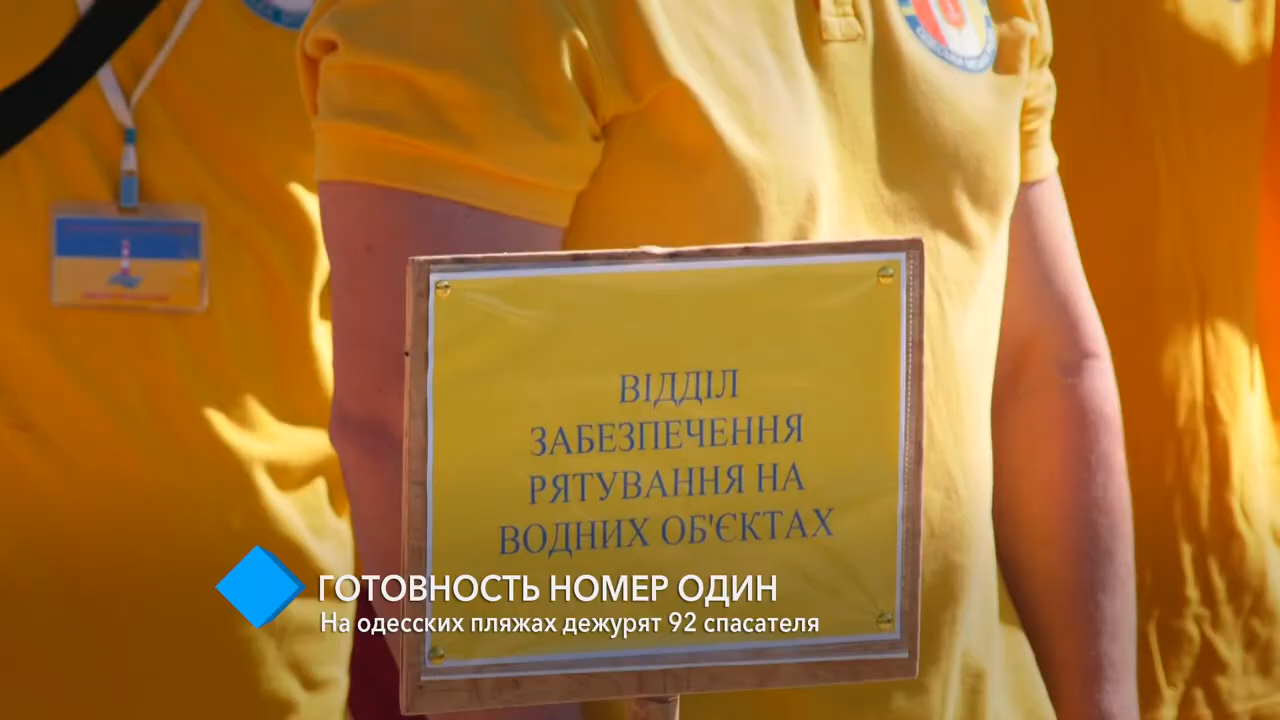 ВІДДІЛ
ЗАБЕЗПЕЧЕННЯ
РЯТУВАННЯ НА
ВОДНИХ ОБ'ЄКТАХ
ГОТОВНОСТЬ НОМЕР ОДИН
На одесских пляжах дежурят 92 спасателя